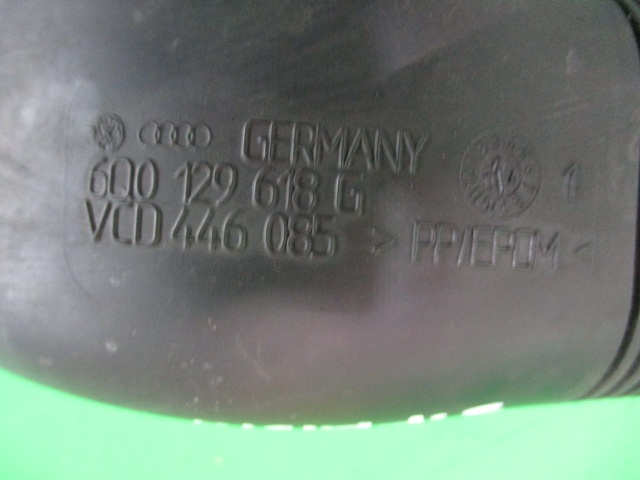 GERMANY
6Q0 129 618 G
1
VCD 446 085 > PP/EPDM <